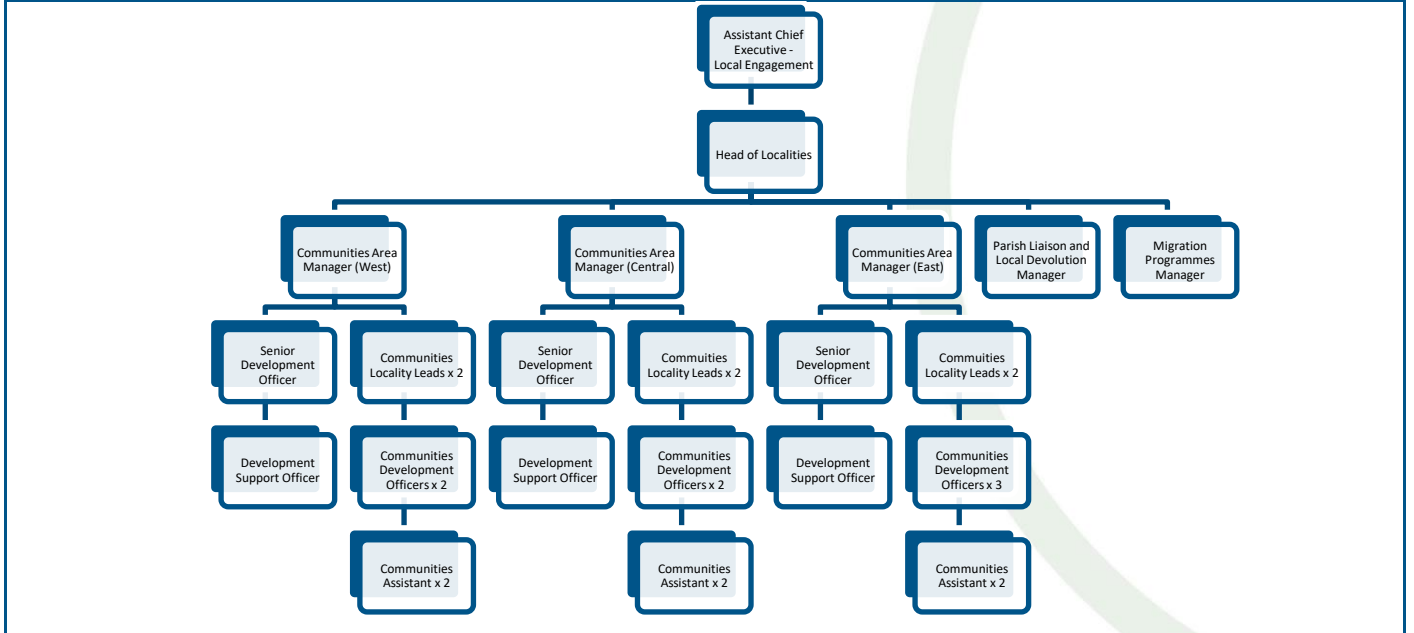 Assistant Chief
Executive -
Local Engagement
Head of Localities
Communities Area
Manager (West)
Communities Area
Manager (Central)
Communities Area
Manager (East)
Parish Liaison and
Local Devolution
Manager
Migration
Programmes
Manager
Senior
Development
Officer
Communities
Locality Leads x 2
Senior
Development
Officer
Commuities
Locality Leads x 2
Senior
Development
Officer
Commuities
Locality Leads x 2
Development
Support Officer
Communities
Development
Officers x 2
Development
Support Officer
Communities
Development
Officers x 2
Development
Support Officer
Communities
Development
Officers x 3
Communities
Assistant x 2
Communities
Assistant x 2
Communities
Assistant x 2